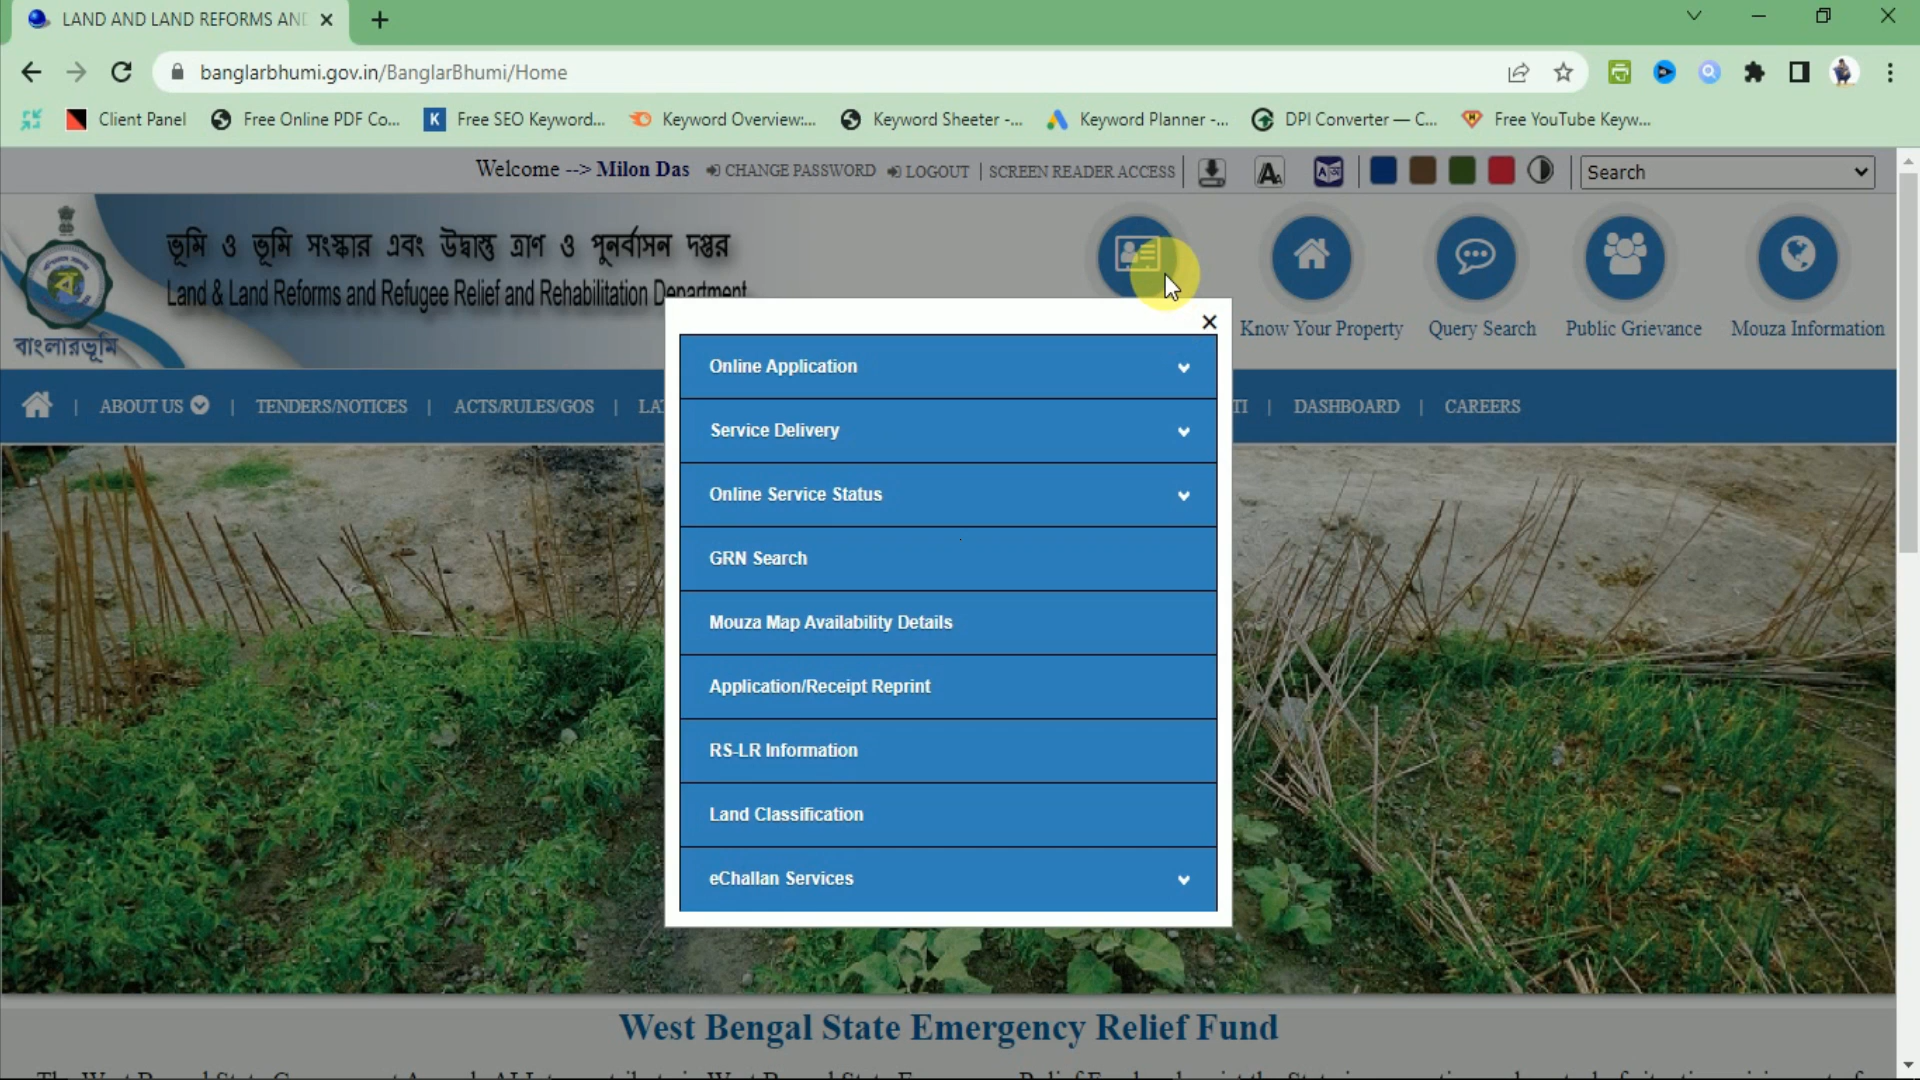 LAND AND LAND REFORMS AND
banglarbhumi.gov.in/BanglarBhumi/Home
Client Panel
Free Online PDF Co...
K
Free SEO Keyword...
Keyword Overview:...
Keyword Sheeter -...
Keyword Planner -...
DPI Converter — C...
Free YouTube Keyw...
Welcome --> Milon Das
CHANGE PASSWORD
LOGOUT
SCREEN READER ACCESS
Search
ভূমি ও ভূমি সংস্কার এবং উদ্বাস্তু ত্রাণ ও পুনর্বাসন দপ্তর
Land & Land Reforms and Refugee Relief and Rehabilitation Department
বাংলারভূমি
Know Your Property
Query Search
Public Grievance
Mouza Information
ABOUT US
TENDERS/NOTICES
ACTS/RULES/GOS
DASHBOARD
CAREERS
Online Application
Service Delivery
Online Service Status
GRN Search
Mouza Map Availability Details
Application/Receipt Reprint
RS-LR Information
Land Classification
eChallan Services
West Bengal State Emergency Relief Fund